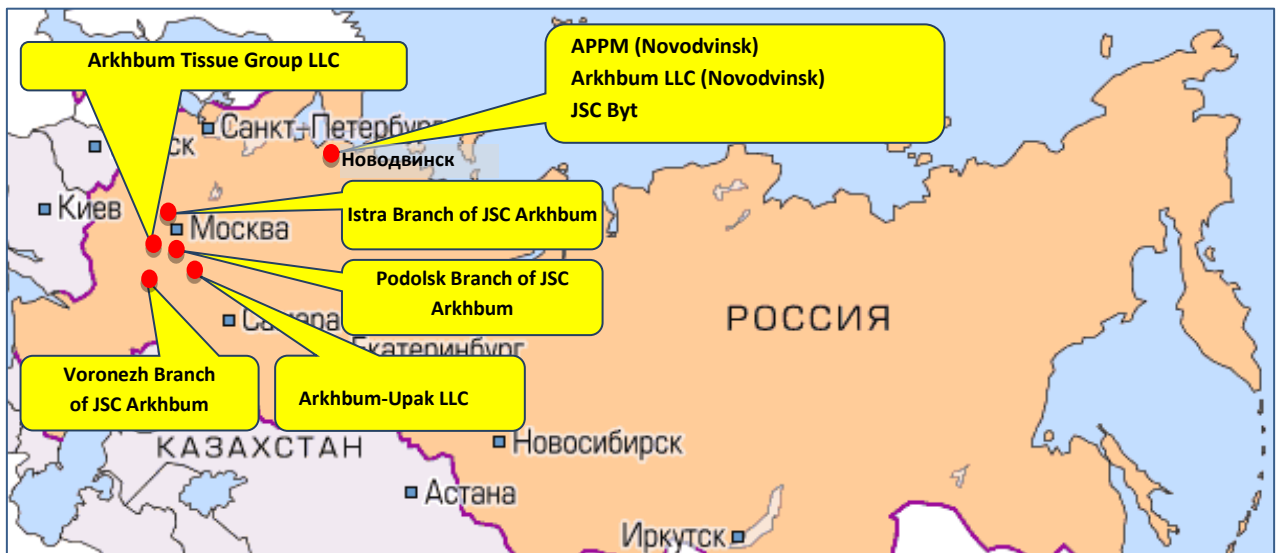 Arkhbum Tissue Group LLC
APPM (Novodvinsk)
Arkhbum LLC (Novodvinsk)
JSC Byt
Санкт-Петербург
Новодвинск
Киев
Istra Branch of JSC Arkhbum
Москва
Podolsk Branch of JSC
Arkhbum
РОССИЯ
Екатеринбург
Voronezh Branch
of JSC Arkhbum
Arkhbum-Upak LLC
КАЗАХСТАН
Новосибирск
Астана
Иркутск